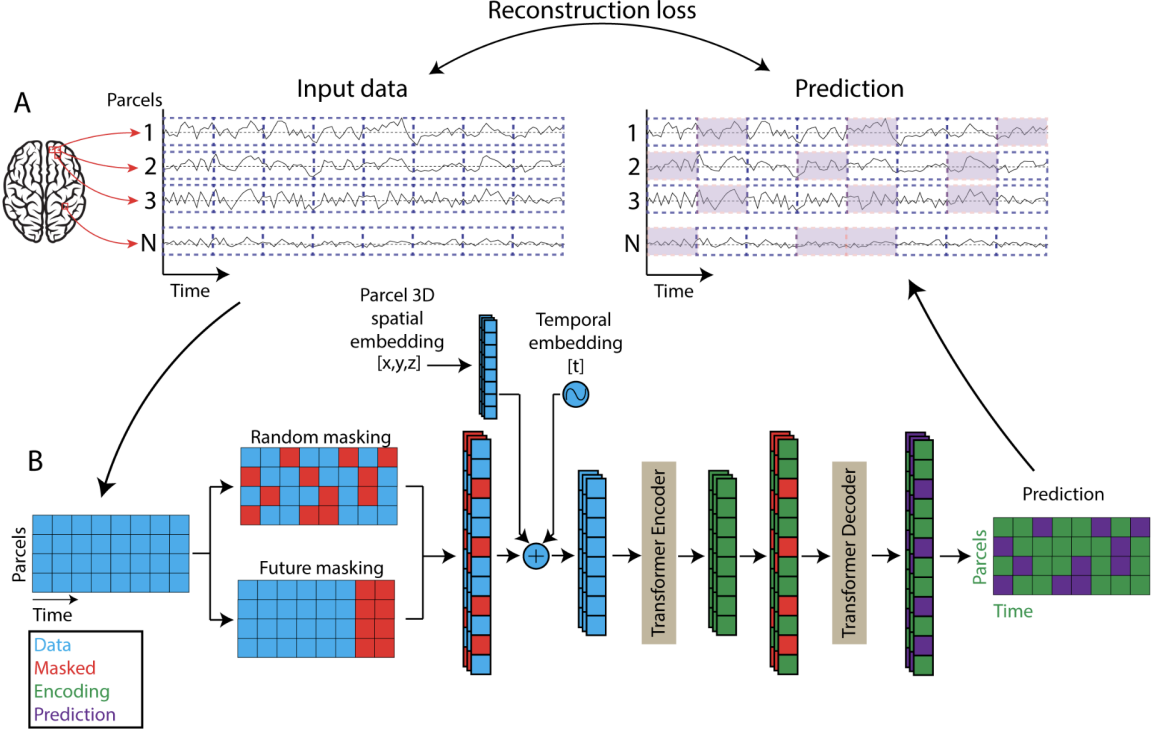 Reconstruction loss
A
Input data
Prediction
Parcels
1
2
3
N
Time
1
2
3
N
Time
Parcel 3D
spatial
embedding
[x,y,z]
Temporal
embedding
[t]
B
Random masking
Future masking
Parcels
Time
Transformer Encoder
Transformer Decoder
Prediction
Parcels
Time
Data
Masked
Encoding
Prediction